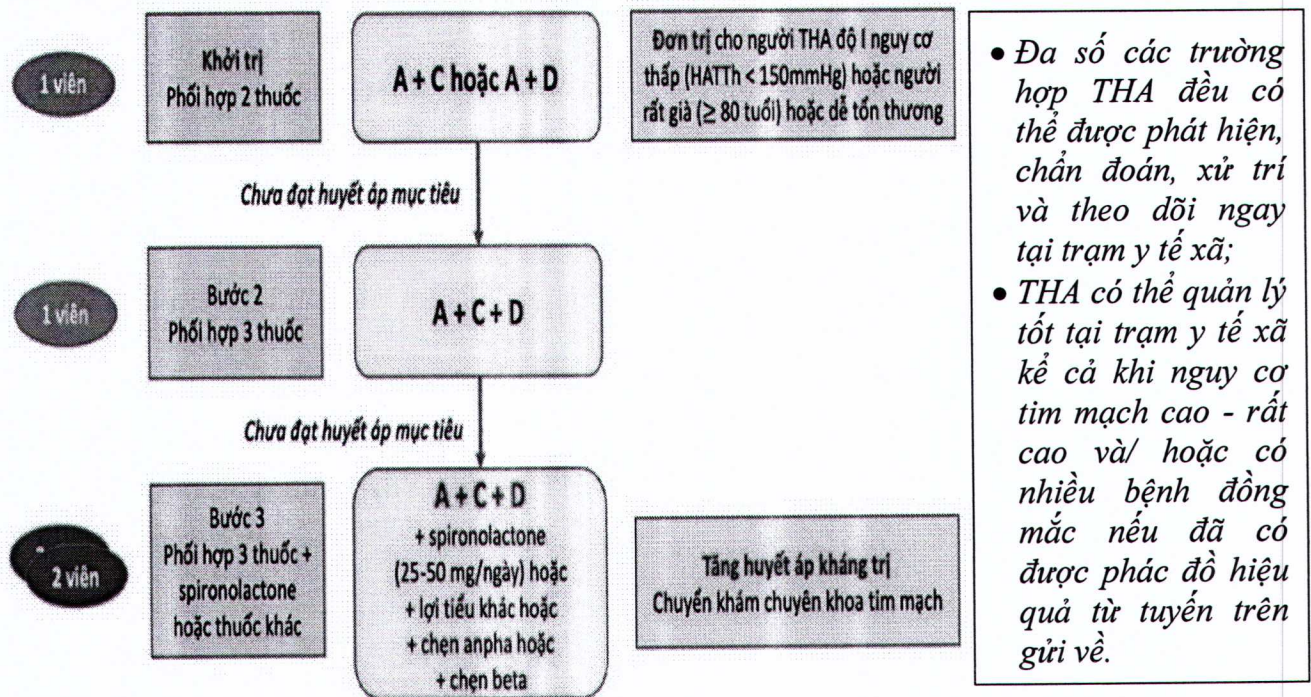 1 viên
Khởi trị
Phối hợp 2 thuốc
A + C hoặc A + D
Đơn trị cho người THA độ I nguy cơ
thấp (HATTh < 150mmHg) hoặc người
rất già (≥ 80 tuổi) hoặc dễ tổn thương
Chưa đạt huyết áp mục tiêu
1 viên
Bước 2
Phối hợp 3 thuốc
A + C + D
Chưa đạt huyết áp mục tiêu
2 viên
Bước 3
Phối hợp 3 thuốc +
spironolactone
hoặc thuốc khác
A + C + D
+ spironolactone
(25-50 mg/ngày) hoặc
+ lợi tiểu khác hoặc
+ chẹn anpha hoặc
+ chẹn beta
Tăng huyết áp kháng trị
Chuyển khám chuyên khoa tim mạch
• Đa số các trường
hợp THA đều có
thể được phát hiện,
chẩn đoán, xử trí
và theo dõi ngay
tại trạm y tế xã;
• THA có thể quản lý
tốt tại trạm y tế xã
kể cả khi nguy cơ
tim mạch cao - rất
cao và/ hoặc có
nhiều bệnh đồng
mắc nếu đã có
được phác đồ hiệu
quả từ tuyến trên
gửi về.